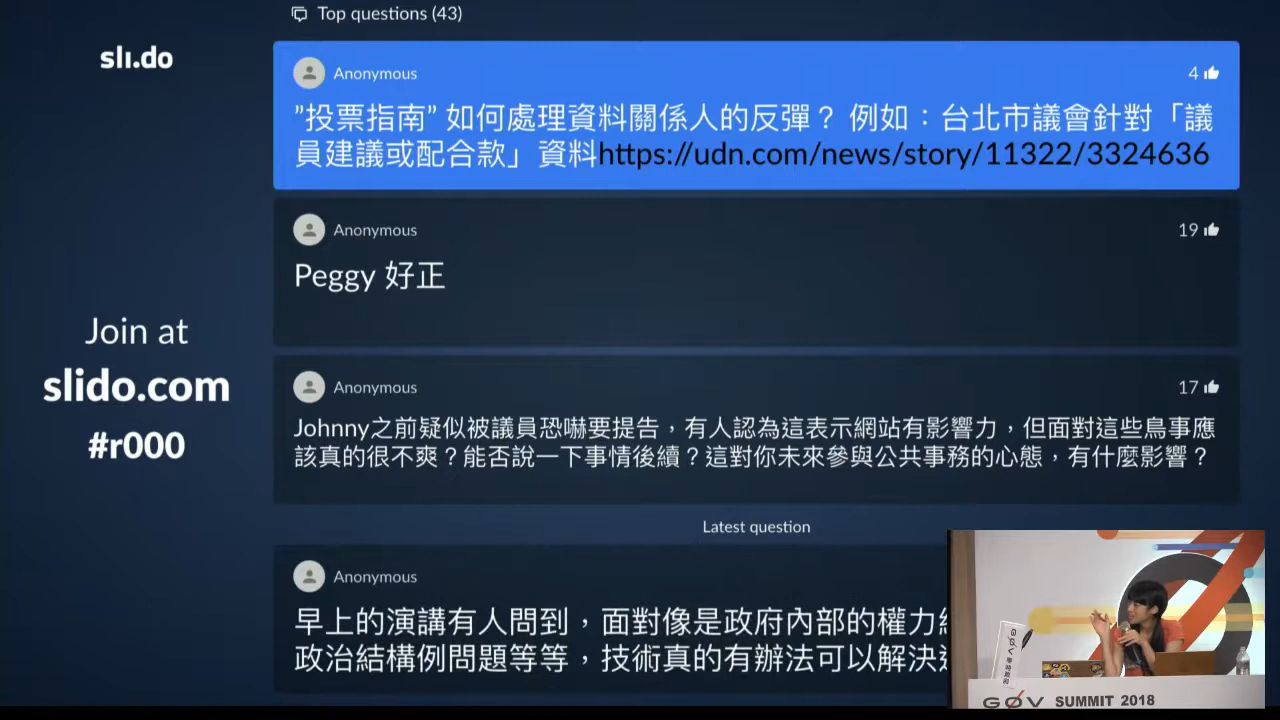 Top questions (43)
slı.do
Anonymous
4
”投票指南” 如何處理資料關係人的反彈？ 例如：台北市議會針對「議
員建議或配合款」資料https://udn.com/news/story/11322/3324636
Anonymous
19
Peggy 好正
Join at
slido.com
#r000
Anonymous
17
Johnny之前疑似被議員恐嚇要提告，有人認為這表示網站有影響力，但面對這些鳥事應
該真的很不爽？能否說一下事情後續？這對你未來參與公共事務的心態，有什麼影響？
Latest question
Anonymous
早上的演講有人問到，面對像是政府內部的權力
政治結構例問題等等，技術真的有辦法可以解決
GØV
GØV SUMMIT 2018